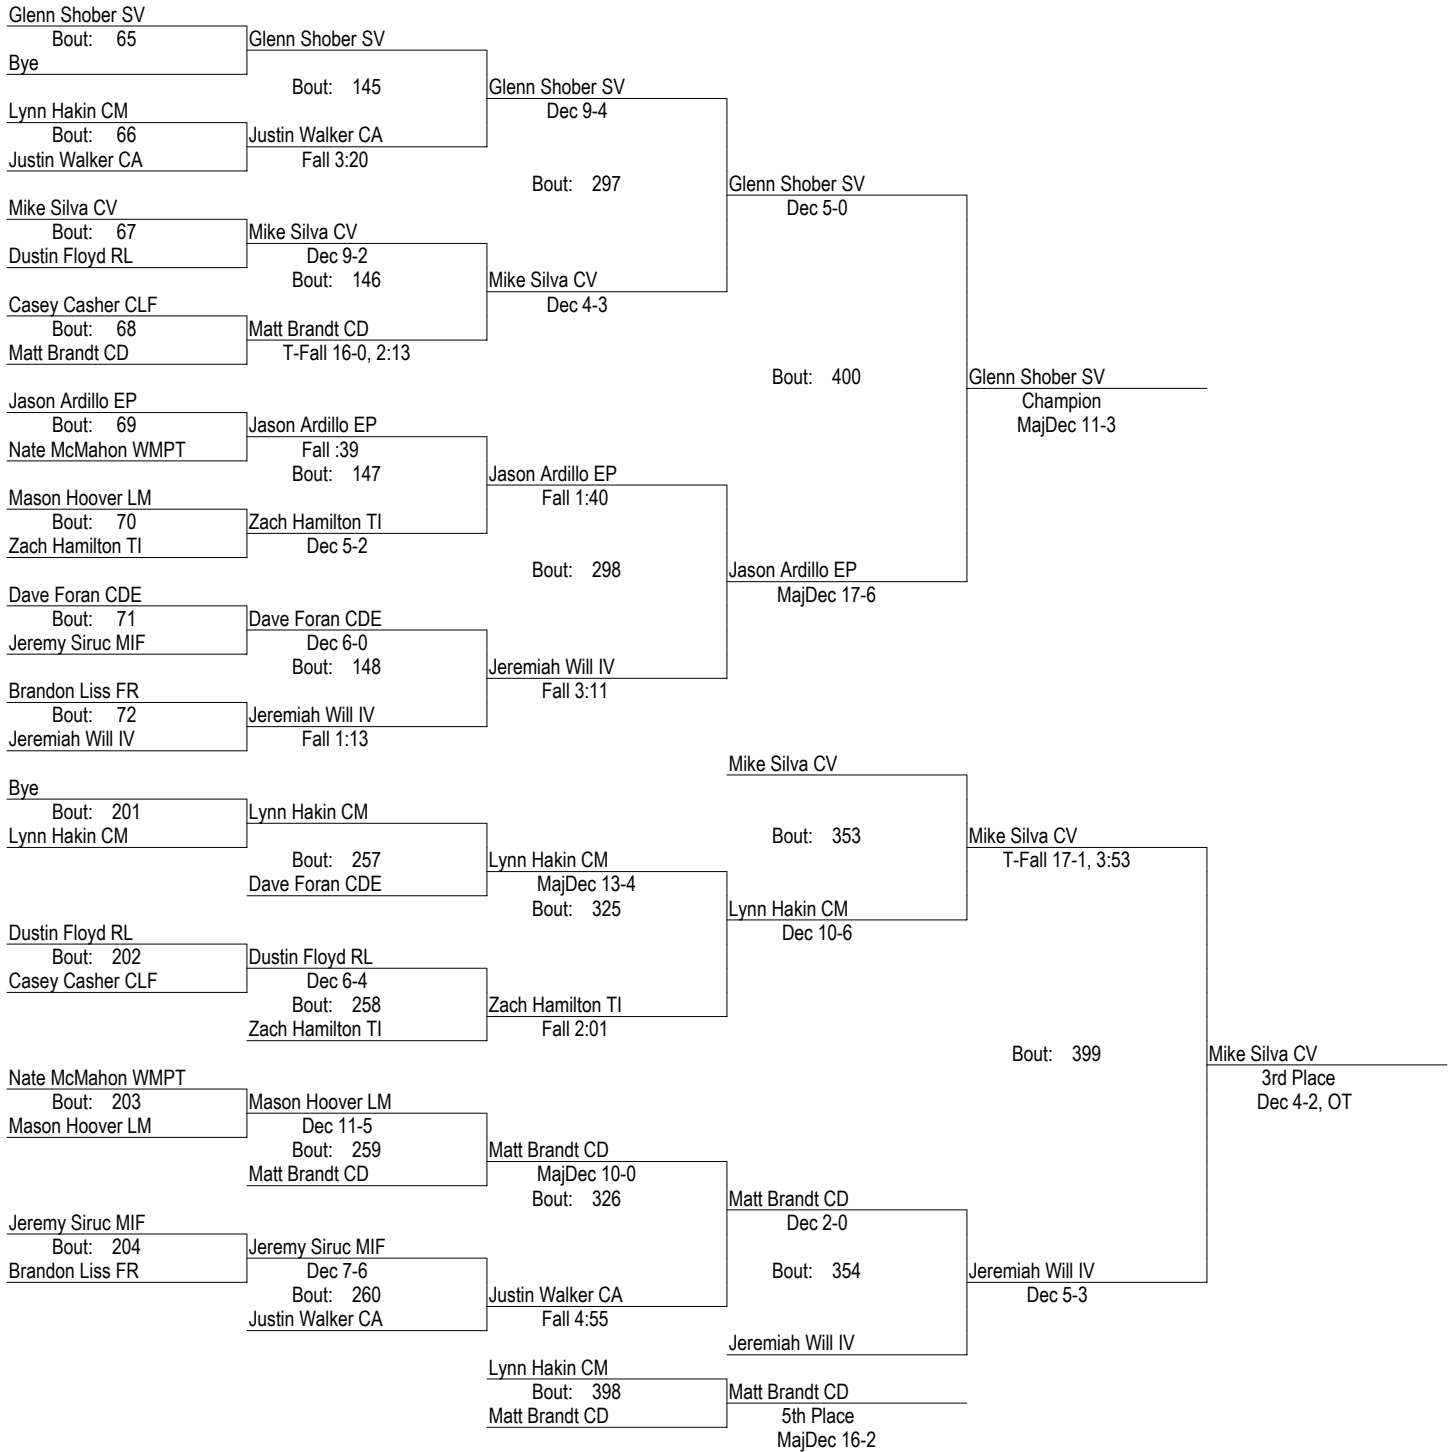 Glenn Shober SV
Bout: 65
Glenn Shober SV
Bye
Bout: 145
Glenn Shober SV
Dec 9-4
Lynn Hakin CM
Bout: 66
Justin Walker CA
Justin Walker CA
Fall 3:20
Bout: 297
Glenn Shober SV
Dec 5-0
Mike Silva CV
Bout: 67
Mike Silva CV
Dustin Floyd RL
Dec 9-2
Bout: 146
Mike Silva CV
Dec 4-3
Casey Casher CLF
Bout: 68
Matt Brandt CD
Matt Brandt CD
T-Fall 16-0, 2:13
Bout: 400
Glenn Shober SV
Champion
MajDec 11-3
Jason Ardillo EP
Bout: 69
Jason Ardillo EP
Nate McMahon WMPT
Fall :39
Bout: 147
Jason Ardillo EP
Fall 1:40
Mason Hoover LM
Bout: 70
Zach Hamilton TI
Zach Hamilton TI
Dec 5-2
Bout: 298
Jason Ardillo EP
MajDec 17-6
Dave Foran CDE
Bout: 71
Dave Foran CDE
Jeremy Siruc MIF
Dec 6-0
Bout: 148
Jeremiah Will IV
Fall 3:11
Brandon Liss FR
Bout: 72
Jeremiah Will IV
Jeremiah Will IV
Fall 1:13
Mike Silva CV
Bye
Bout: 201
Lynn Hakin CM
Lynn Hakin CM
Bout: 353
Mike Silva CV
T-Fall 17-1, 3:53
Bout: 257
Lynn Hakin CM
Dave Foran CDE
MajDec 13-4
Bout: 325
Lynn Hakin CM
Dec 10-6
Dustin Floyd RL
Bout: 202
Dustin Floyd RL
Casey Casher CLF
Dec 6-4
Bout: 258
Zach Hamilton TI
Zach Hamilton TI
Fall 2:01
Bout: 399
Mike Silva CV
3rd Place
Dec 4-2, OT
Nate McMahon WMPT
Bout: 203
Mason Hoover LM
Mason Hoover LM
Dec 11-5
Bout: 259
Matt Brandt CD
Matt Brandt CD
MajDec 10-0
Bout: 326
Matt Brandt CD
Dec 2-0
Jeremy Siruc MIF
Bout: 204
Jeremy Siruc MIF
Brandon Liss FR
Dec 7-6
Bout: 354
Jeremiah Will IV
Dec 5-3
Bout: 260
Justin Walker CA
Justin Walker CA
Fall 4:55
Jeremiah Will IV
Lynn Hakin CM
Bout: 398
Matt Brandt CD
Matt Brandt CD
5th Place
MajDec 16-2